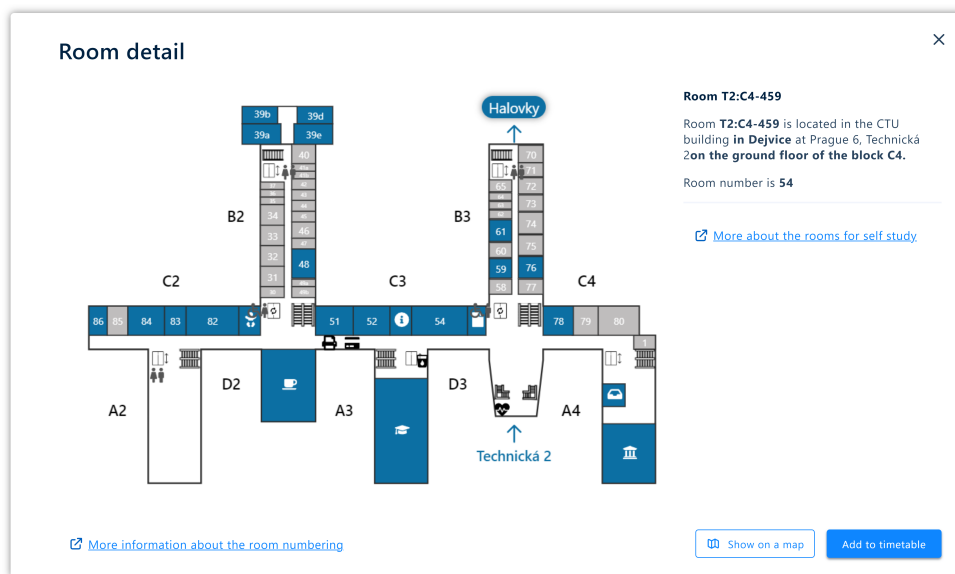 Room detail
Halovky
39b
39d
39a
39e
40
70
71
65
72
73
34
B2
B3
74
33
46
61
47
60
75
32
48
59
76
31
58
77
C2
C3
C4
86
85
84
83
82
51
52
54
78
79
80
1
D2
D3
A2
A3
A4
Technická 2
Room T2:C4-459
Room T2:C4-459 is located in the CTU
building in Dejvice at Prague 6, Technická
2on the ground floor of the block C4.
Room number is 54
More about the rooms for self study
More information about the room numbering
Show on a map
Add to timetable